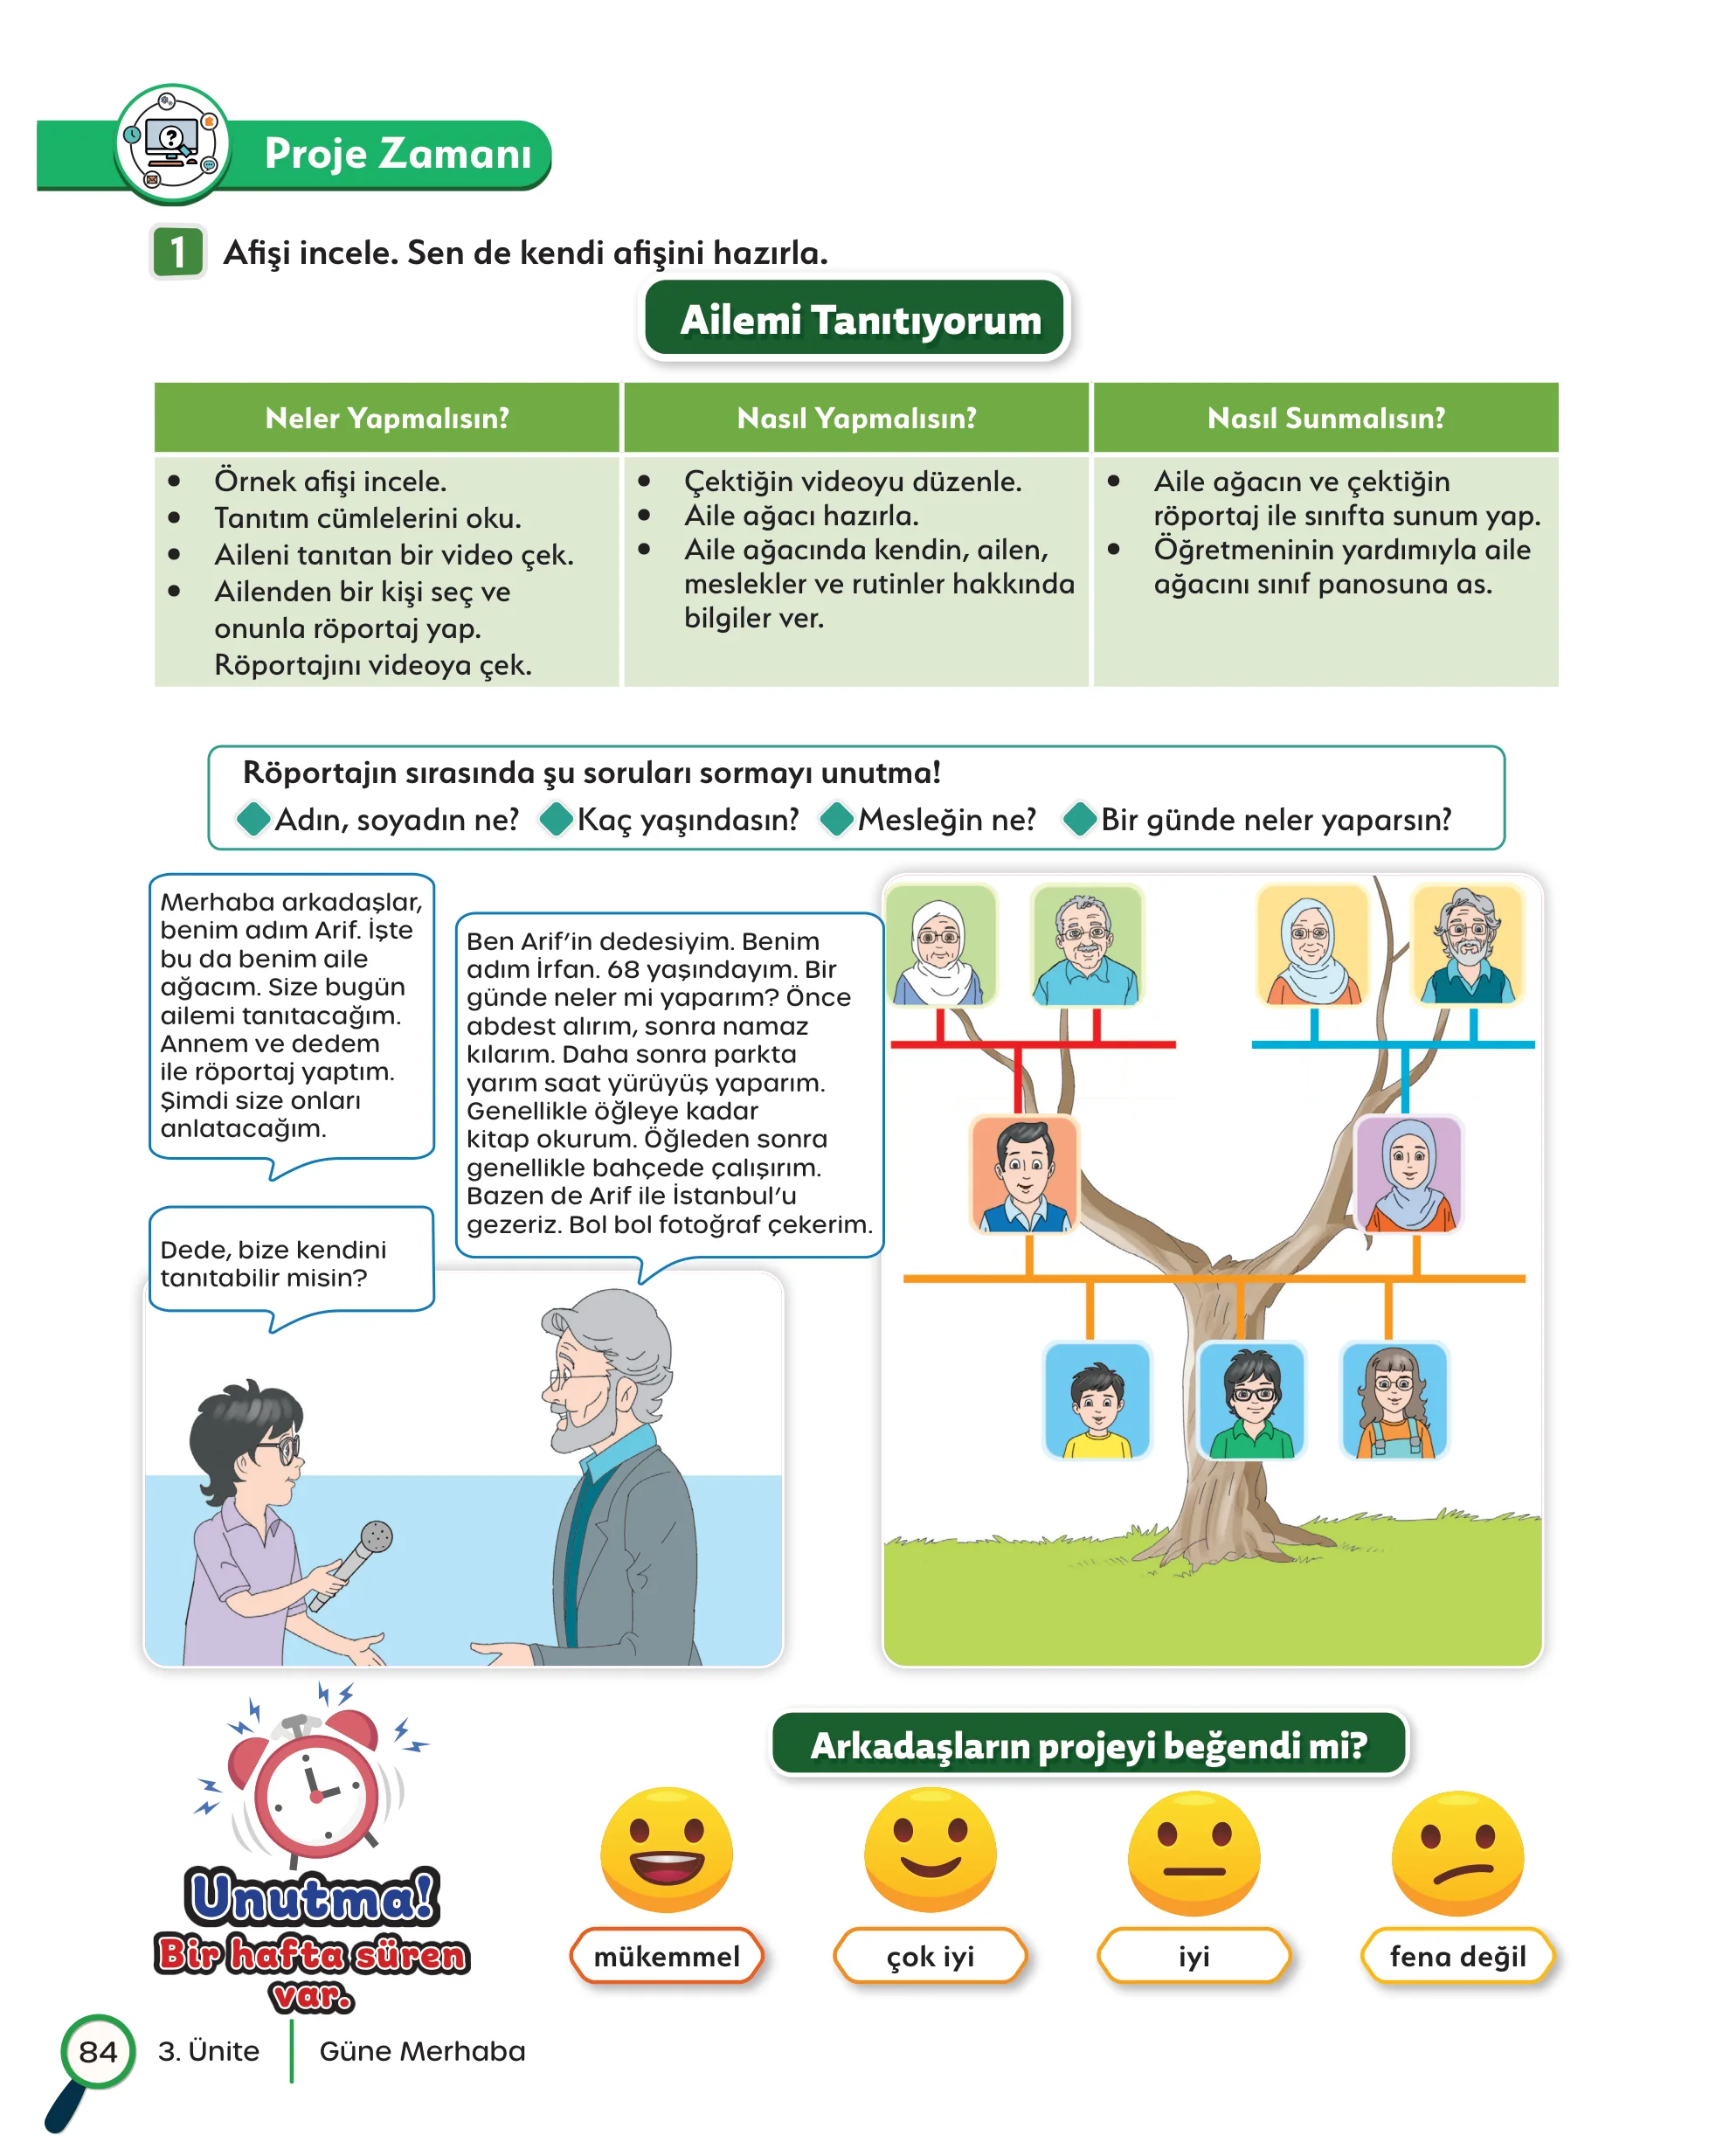 Proje Zamanı
1 Afişi incele. Sen de kendi afişini hazırla.
Ailemi Tanıtıyorum
Neler Yapmalısın?
• Örnek afişi incele.
• Tanıtım cümlelerini oku.
• Aileni tanıtan bir video çek.
• Ailenden bir kişi seç ve
onunla röportaj yap.
Röportajını videoya çek.
Nasıl Yapmalısın?
• Çektiğin videoyu düzenle.
• Aile ağacı hazırla.
• Aile ağacında kendin, ailen,
meslekler ve rutinler hakkında
bilgiler ver.
Nasıl Sunmalısın?
• Aile ağacın ve çektiğin
röportaj ile sınıfta sunum yap.
• Öğretmeninin yardımıyla aile
ağacını sınıf panosuna as.
Röportajın sırasında şu soruları sormayı unutma!
Adın, soyadın ne? Kaç yaşındasın? Mesleğin ne? Bir günde neler yaparsın?
Merhaba arkadaşlar,
benim adım Arif. İşte
bu da benim aile
ağacım. Size bugün
ailemi tanıtacağım.
Annem ve dedem
ile röportaj yaptım.
Şimdi size onları
anlatacağım.
Dede, bize kendini
tanıtabilir misin?
Ben Arif'in dedesiyim. Benim
adım İrfan. 68 yaşındayım. Bir
günde neler mi yaparım? Önce
abdest alırım, sonra namaz
kılarım. Daha sonra parkta
yarım saat yürüyüş yaparım.
Genellikle öğleye kadar
kitap okurum. Öğleden sonra
genellikle bahçede çalışırım.
Bazen de Arif ile İstanbul'u
gezeriz. Bol bol fotoğraf çekerim.
Unutma!
Bir hafta süren
var.
Arkadaşların projeyi beğendi mi?
mükemmel
çok iyi
iyi
fena değil
84 3. Ünite Güne Merhaba